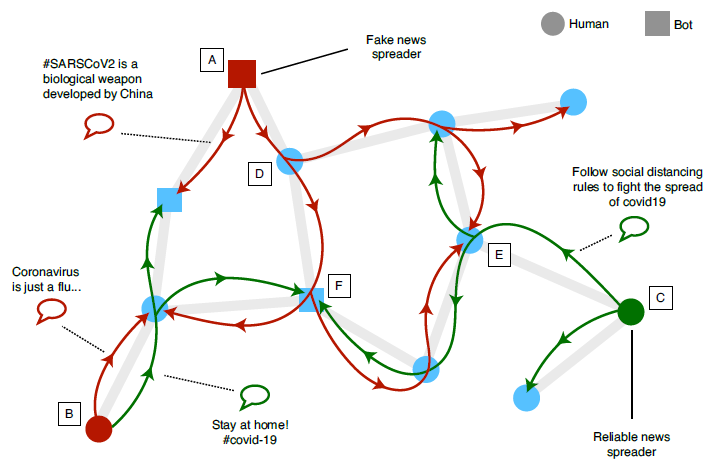 Human
Bot
Fake news
spreader
A
#SARSCoV2 is a
biological weapon
developed by China
D
Follow social distancing
rules to fight the spread
of covid19
E
Coronavirus
is just a flu...
F
C
B
Stay at home!
#covid-19
Reliable news
spreader